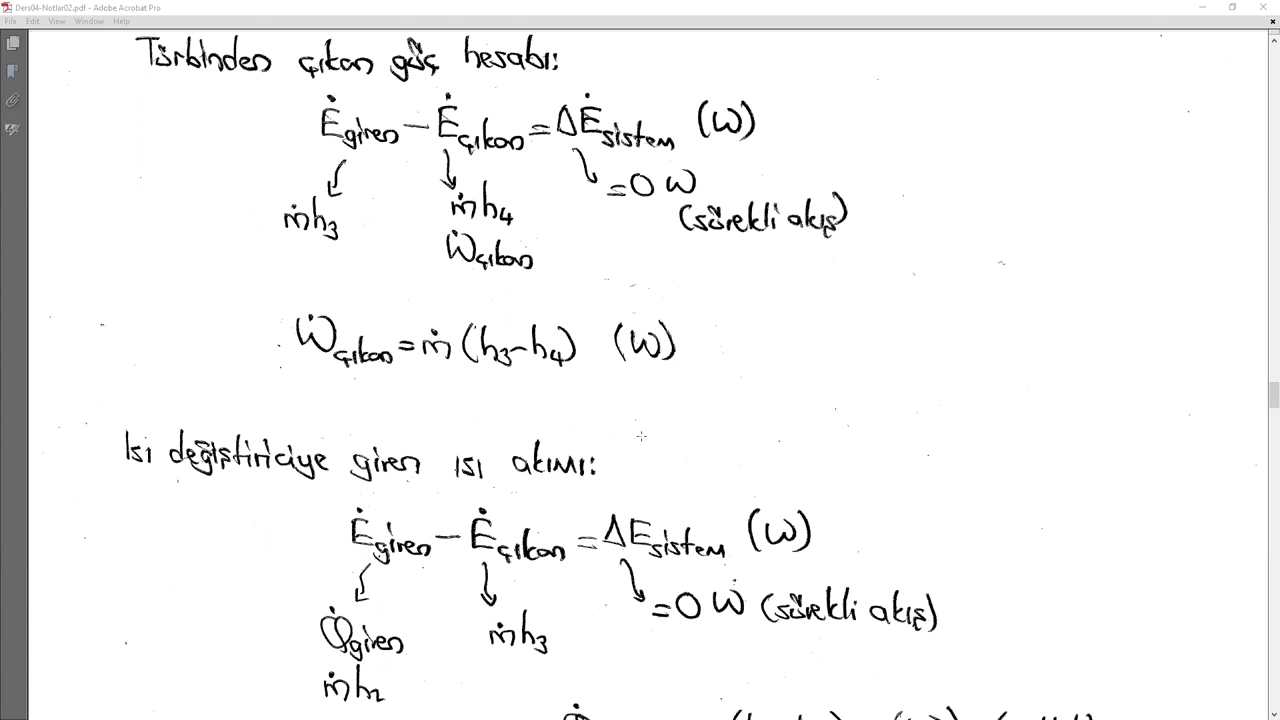 Ders04-Notlar02.pdf - Adobe Acrobat Pro
File Edit View Window Help
Türbinden çıkan güç hesabı:
Ėgiren − Ėçıkan = ΔĖsistem (W)
= 0 W
ṁh₃ ṁh₄ (sürekli akış)
Ẇçıkan
Ẇçıkan = ṁ (h₃−h₄) (W)
Isı değiştiriciye giren ısı akımı:
Ėgiren − Ėçıkan = ΔEsistem (W)
= 0 W (sürekli akış)
Q̇giren ṁh₃
ṁh₂